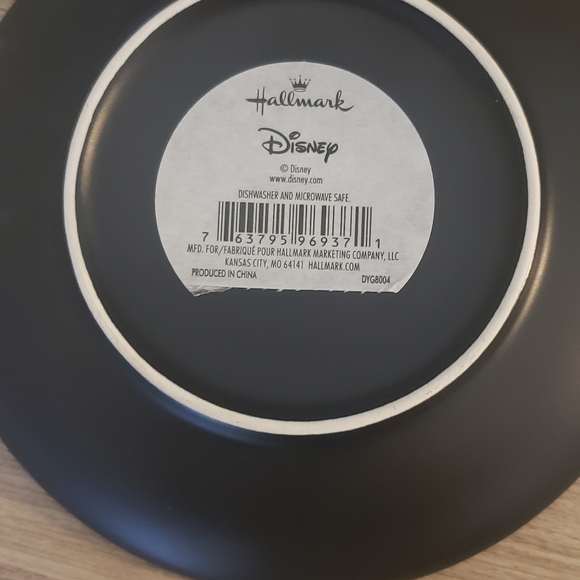 Hallmark
Disney
© Disney
www.disney.com
DISHWASHER AND MICROWAVE SAFE.
7 63795 96937 1
MFD. FOR/FABRIQUÉ POUR HALLMARK MARKETING COMPANY, LLC
KANSAS CITY, MO 64141 HALLMARK.COM
PRODUCED IN CHINA DYG8004